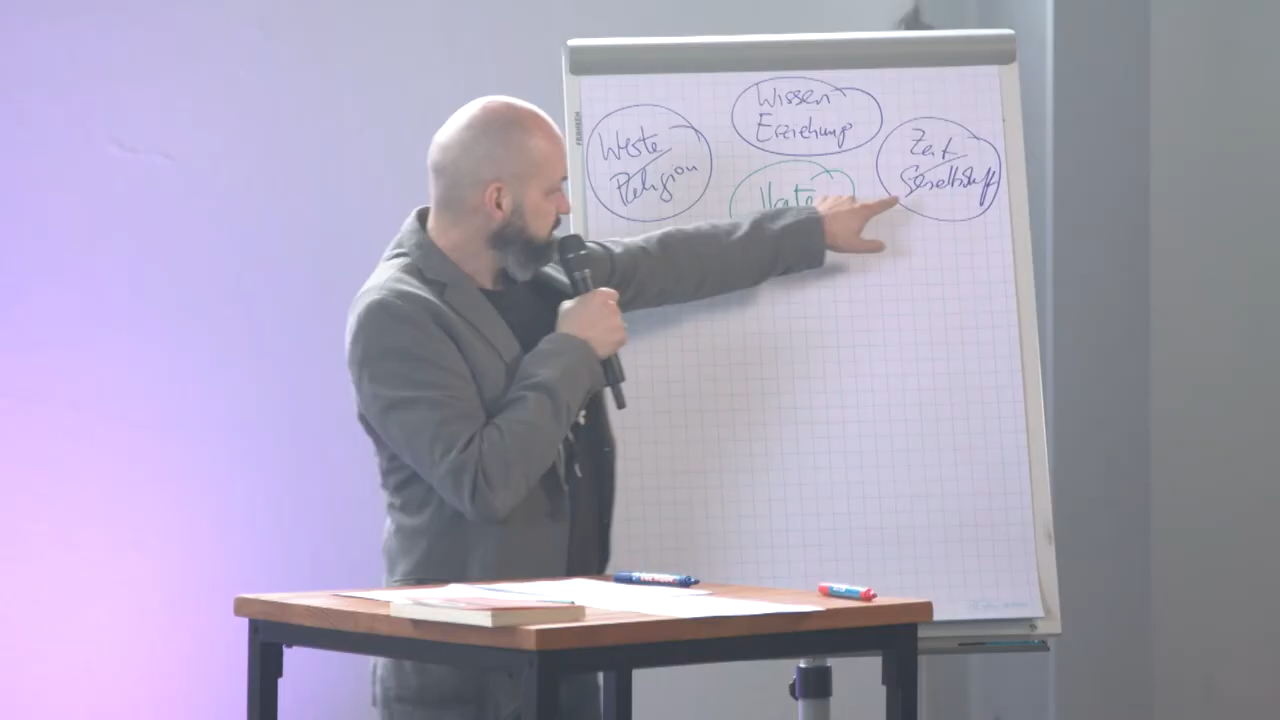 Werte
Religion
Wissen
Erziehung
Zeit
Gesellschaft